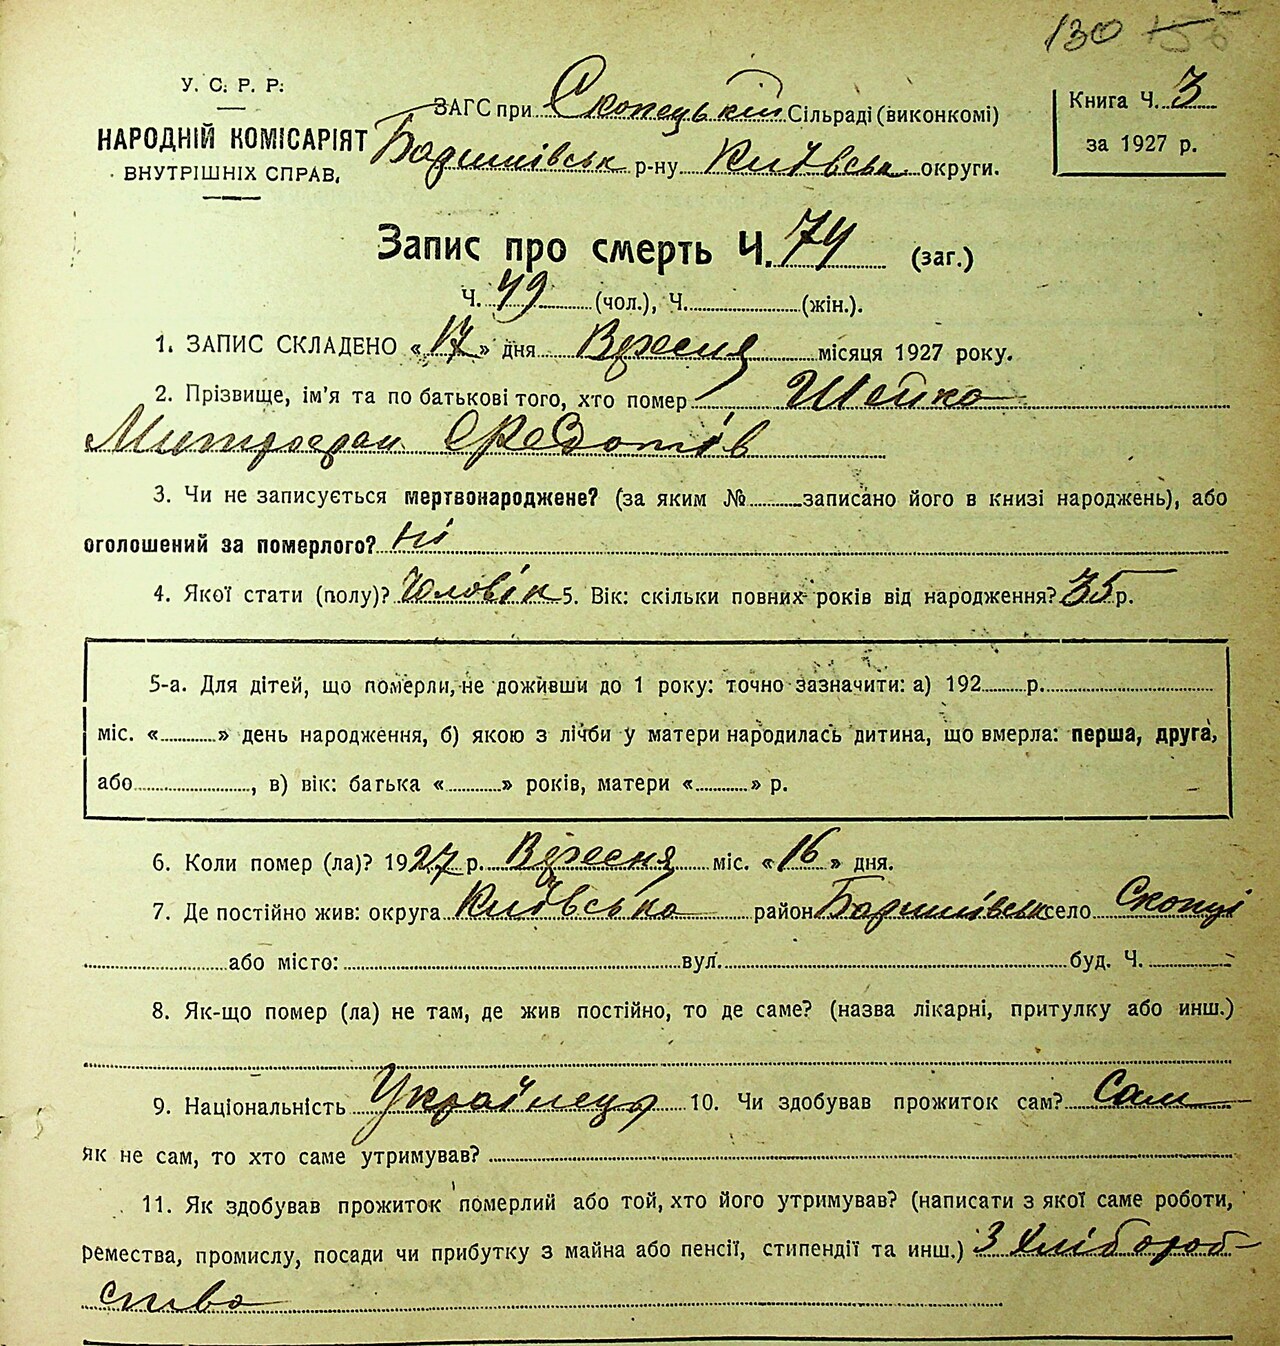 130
У. С. Р. Р.
НАРОДНІЙ КОМІСАРІЯТ
ВНУТРІШНІХ СПРАВ.
ЗАГС при Скопецькій Сільраді (виконкомі)
Баришівськ р-ну Київськ округи.
Книга Ч. 3
за 1927 р.
Запис про смерть Ч. 74 (заг.)
Ч. 49 (чол.), Ч. (жін.).
1. ЗАПИС СКЛАДЕНО «17» дня Вересня місяця 1927 року.
2. Прізвище, ім'я та по батькові того, хто помер Шейко
Митрофан Федотів
3. Чи не записується мертвонароджене? (за яким № записано його в книзі народжень), або
оголошений за померлого? ні
4. Якої стати (полу)? Чоловік 5. Вік: скільки повних років від народження? 35 р.
5-а. Для дітей, що померли, не доживши до 1 року: точно зазначити: а) 192 р.
міс. « » день народження, б) якою з лічби у матери народилась дитина, що вмерла: перша, друга,
або , в) вік: батька « » років, матери « » р.
6. Коли помер (ла)? 1927 р. Вересня міс. «16» дня.
7. Де постійно жив: округа Київська район Баришівськ село Скопці
або місто: вул. буд. Ч.
8. Як-що помер (ла) не там, де жив постійно, то де саме? (назва лікарні, притулку або инш.)
9. Національність Українець 10. Чи здобував прожиток сам? Сам
як не сам, то хто саме утримував?
11. Як здобував прожиток померлий або той, хто його утримував? (написати з якої саме роботи,
ремества, промислу, посади чи прибутку з майна або пенсії, стипендії та инш.) З хлібороб-
ства